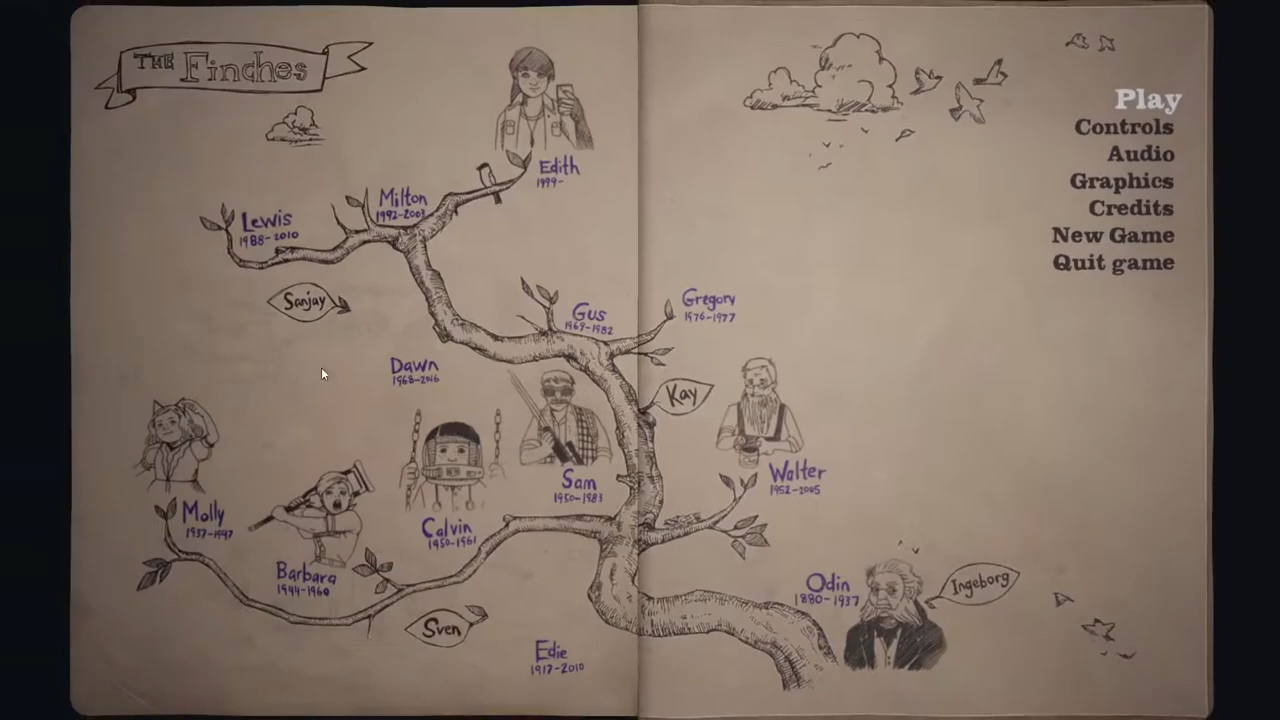 THE Finches
Edith
1999-
Milton
1992-2003
Lewis
1988-2010
Sanjay
Gus
1969-1982
Gregory
1976-1977
Dawn
1968-2016
Kay
Sam
1950-1983
Walter
1952-2005
Molly
1937-1947
Calvin
1950-1961
Barbara
1944-1960
Sven
Edie
1917-2010
Odin
1880-1937
Ingeborg
Play
Controls
Audio
Graphics
Credits
New Game
Quit game